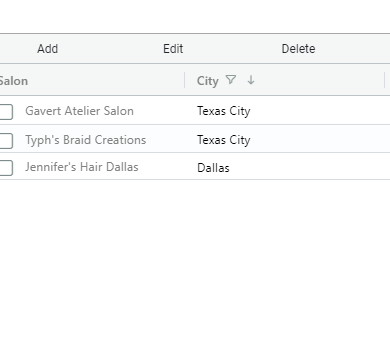 Add Edit Delete
Salon City
Gavert Atelier Salon Texas City
Typh's Braid Creations Texas City
Jennifer's Hair Dallas Dallas